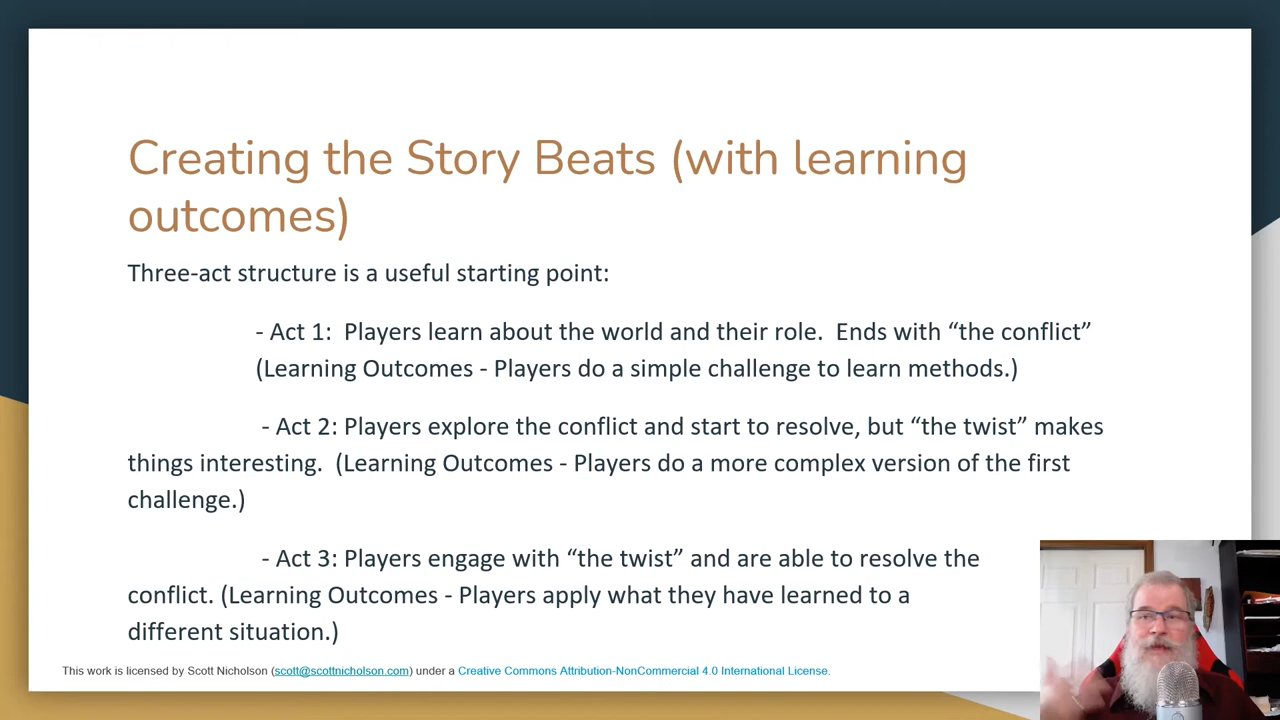 Creating the Story Beats (with learning
outcomes)
Three-act structure is a useful starting point:
- Act 1:  Players learn about the world and their role.  Ends with “the conflict”
(Learning Outcomes - Players do a simple challenge to learn methods.)
- Act 2: Players explore the conflict and start to resolve, but “the twist” makes
things interesting.  (Learning Outcomes - Players do a more complex version of the first
challenge.)
- Act 3: Players engage with “the twist” and are able to resolve the
conflict. (Learning Outcomes - Players apply what they have learned to a
different situation.)
This work is licensed by Scott Nicholson (scott@scottnicholson.com) under a Creative Commons Attribution-NonCommercial 4.0 International License.